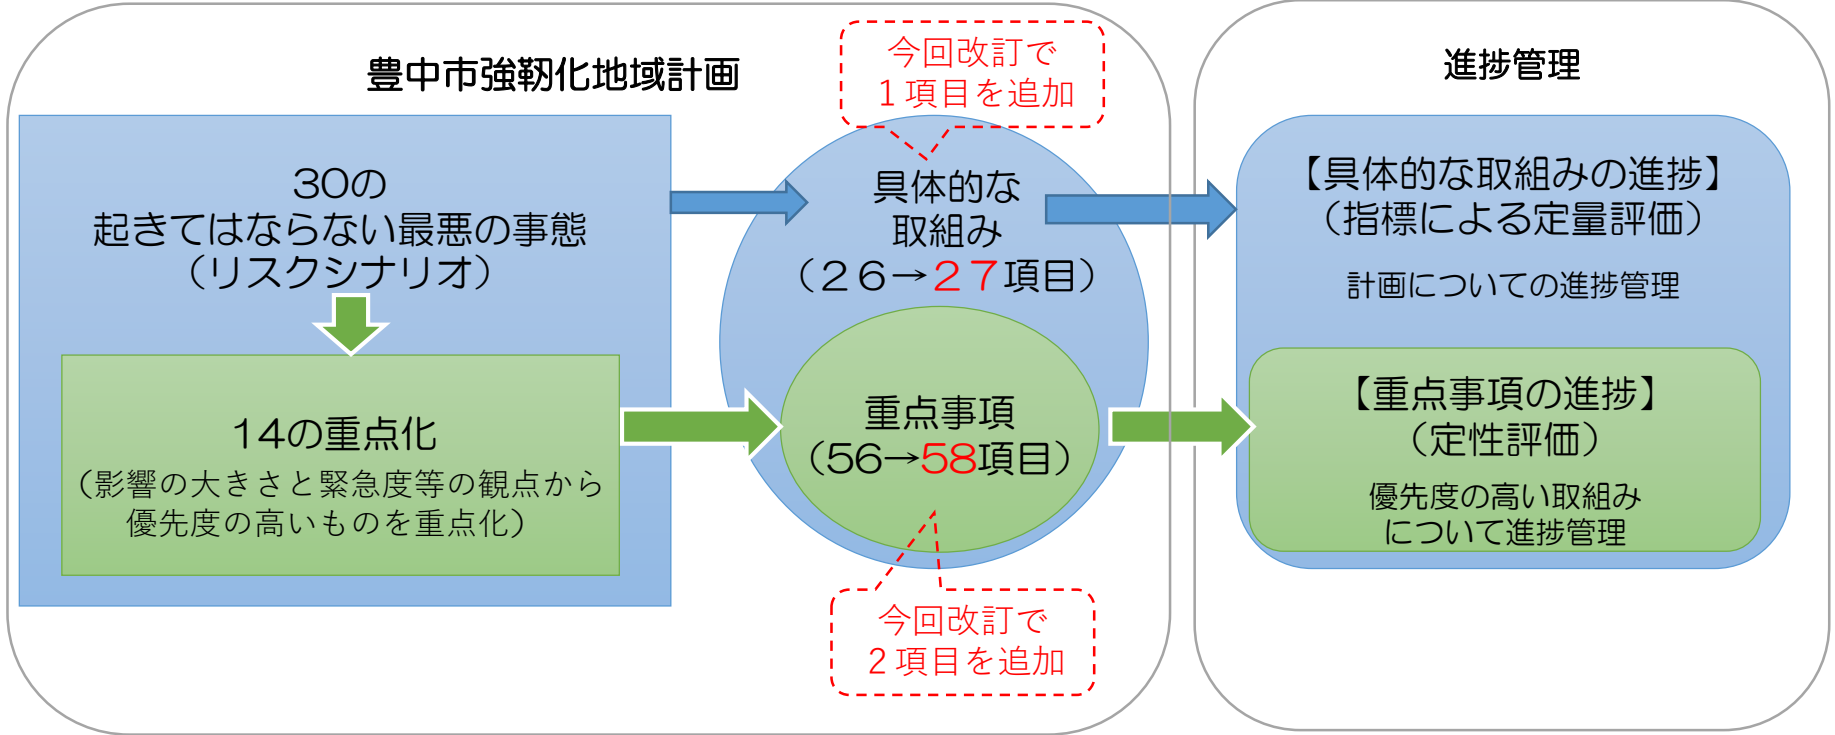 豊中市強靭化地域計画
30の
起きてはならない最悪の事態
（リスクシナリオ）
14の重点化
（影響の大きさと緊急度等の観点から
優先度の高いものを重点化）
今回改訂で
１項目を追加
具体的な
取組み
（２６→２７項目）
重点事項
（56→58項目）
今回改訂で
２項目を追加
進捗管理
【具体的な取組みの進捗】
（指標による定量評価）
計画についての進捗管理
【重点事項の進捗】
（定性評価）
優先度の高い取組み
について進捗管理